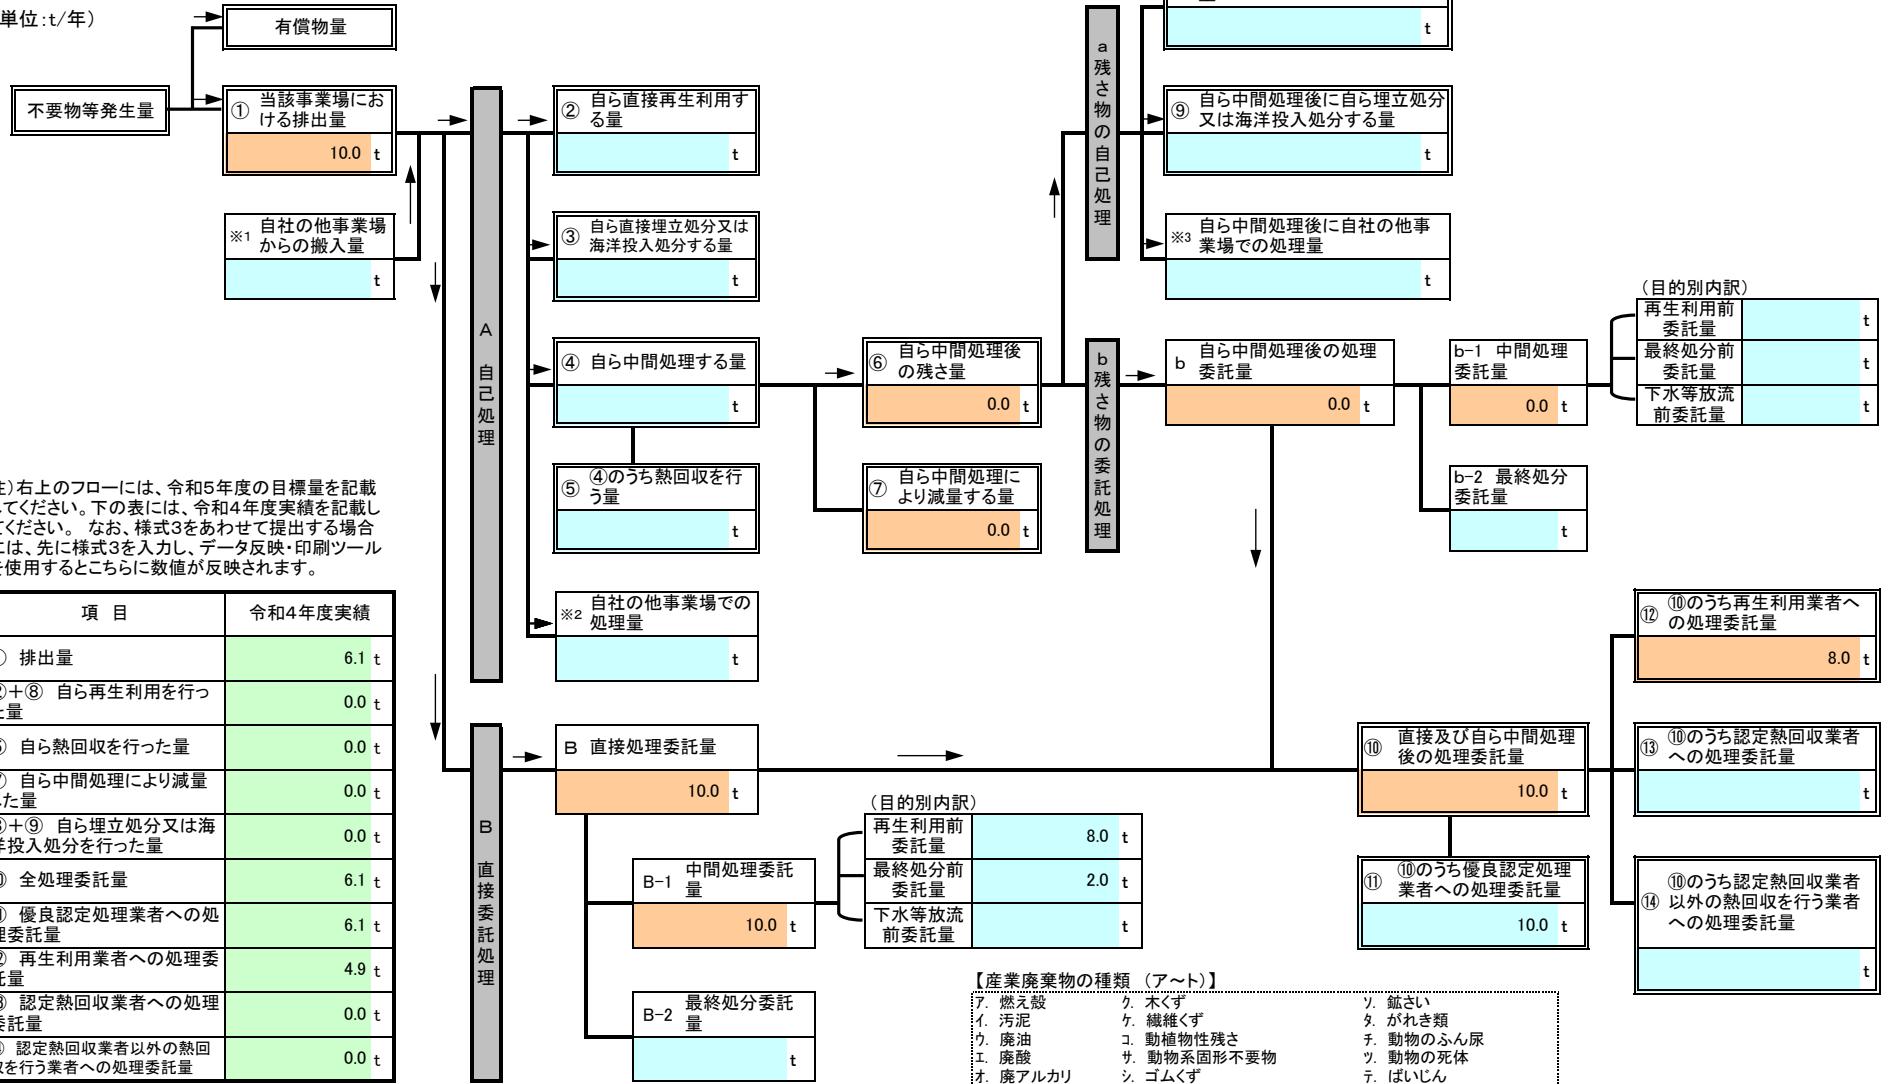 単位:t/年）
有償物量
不要物等発生量
① 当該事業場にお
ける排出量
10.0 t
※1 自社の他事業場
からの搬入量
t
A 自己処理
② 自ら直接再生利用す
る量
t
③ 自ら直接埋立処分又は
海洋投入処分する量
t
④ 自ら中間処理する量
t
⑤ ④のうち熱回収を行
う量
t
※2 自社の他事業場での
処理量
t
⑥ 自ら中間処理後
の残さ量
0.0 t
⑦ 自ら中間処理に
より減量する量
0.0 t
a 残さ物の自己処理
t
⑨ 自ら中間処理後に自ら埋立処分
又は海洋投入処分する量
t
※3 自ら中間処理後に自社の他事
業場での処理量
t
b 残さ物の委託処理
b 自ら中間処理後の処理
委託量
0.0 t
b-1 中間処理
委託量
0.0 t
b-2 最終処分
委託量
t
（目的別内訳）
再生利用前
委託量
t
最終処分前
委託量
t
下水等放流
前委託量
t
)右上のフローには、令和５年度の目標量を記載
てください。下の表には、令和４年度実績を記載し
ください。 なお、様式３をあわせて提出する場合
は、先に様式３を入力し、データ反映・印刷ツール
使用するとこちらに数値が反映されます。
項 目 令和４年度実績
排出量 6.1 t
＋⑧ 自ら再生利用を行っ
量 0.0 t
自ら熱回収を行った量 0.0 t
自ら中間処理により減量
た量 0.0 t
＋⑨ 自ら埋立処分又は海
投入処分を行った量 0.0 t
全処理委託量 6.1 t
優良認定処理業者への処
委託量 6.1 t
再生利用業者への処理委
量 4.9 t
認定熱回収業者への処理
託量 0.0 t
認定熱回収業者以外の熱回
を行う業者への処理委託量 0.0 t
B 直接委託処理
B 直接処理委託量
10.0 t
B-1 中間処理委託
量
10.0 t
B-2 最終処分委託
量
t
（目的別内訳）
再生利用前
委託量
8.0 t
最終処分前
委託量
2.0 t
下水等放流
前委託量
t
⑩ 直接及び自ら中間処理
後の処理委託量
10.0 t
⑪ ⑩のうち優良認定処理
業者への処理委託量
10.0 t
⑫ ⑩のうち再生利用業者へ
の処理委託量
8.0 t
⑬ ⑩のうち認定熱回収業者
への処理委託量
t
⑭ ⑩のうち認定熱回収業者
以外の熱回収を行う業者
への処理委託量
t
【産業廃棄物の種類 （ア～ト）】
ア. 燃え殻 ク. 木くず ソ. 鉱さい
イ. 汚泥 ケ. 繊維くず タ. がれき類
ウ. 廃油 コ. 動植物性残さ チ. 動物のふん尿
エ. 廃酸 サ. 動物系固形不要物 ツ. 動物の死体
オ. 廃アルカリ シ. ゴムくず テ. ばいじん